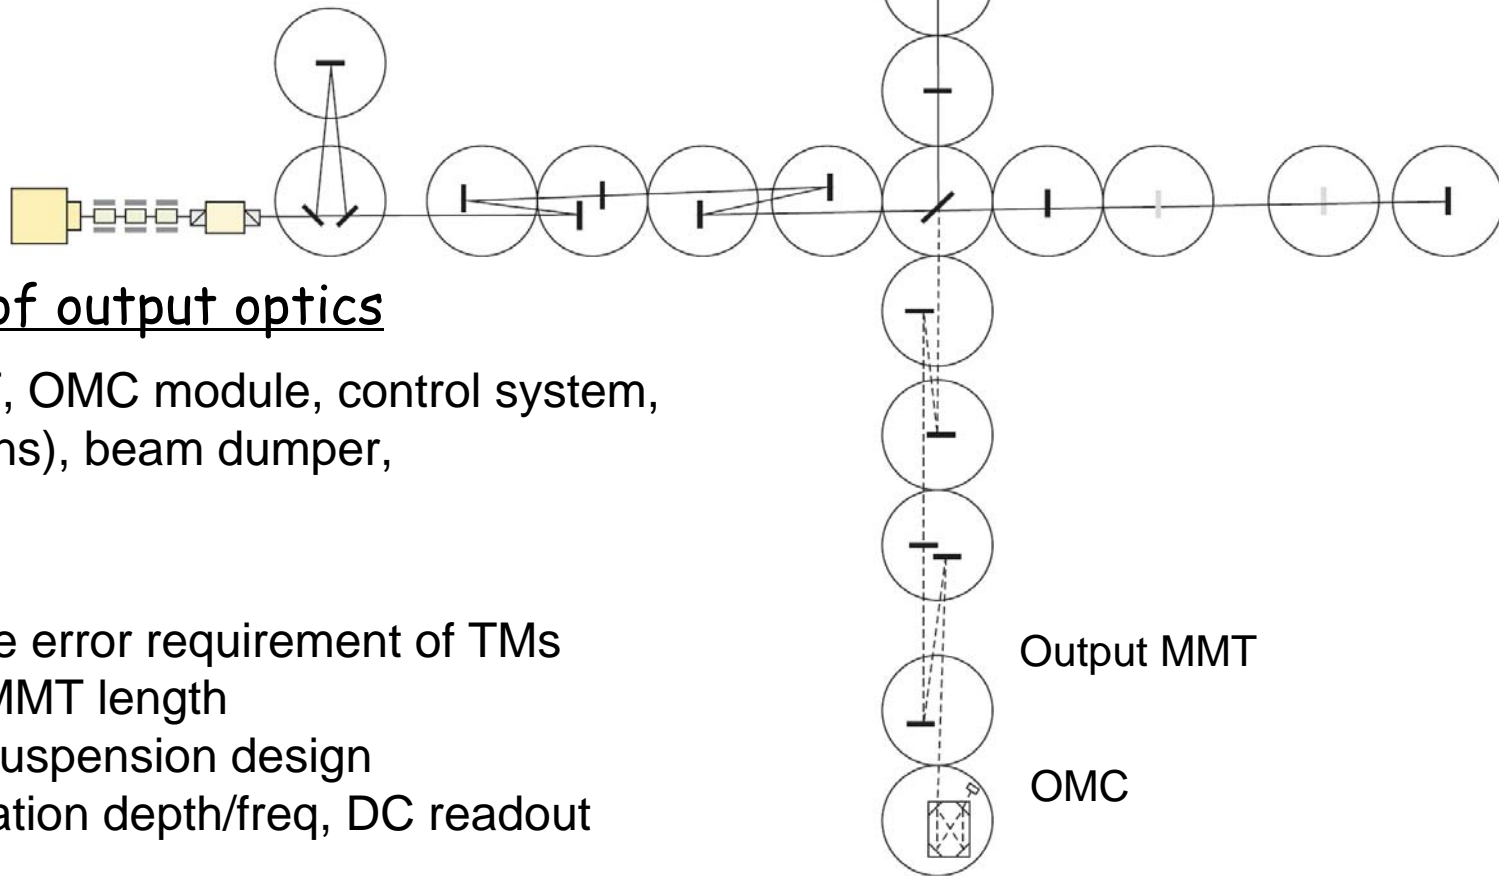 of output optics
, OMC module, control system,
ns), beam dumper,
e error requirement of TMs
MMT length
uspension design
ation depth/freq, DC readout
Output MMT
OMC